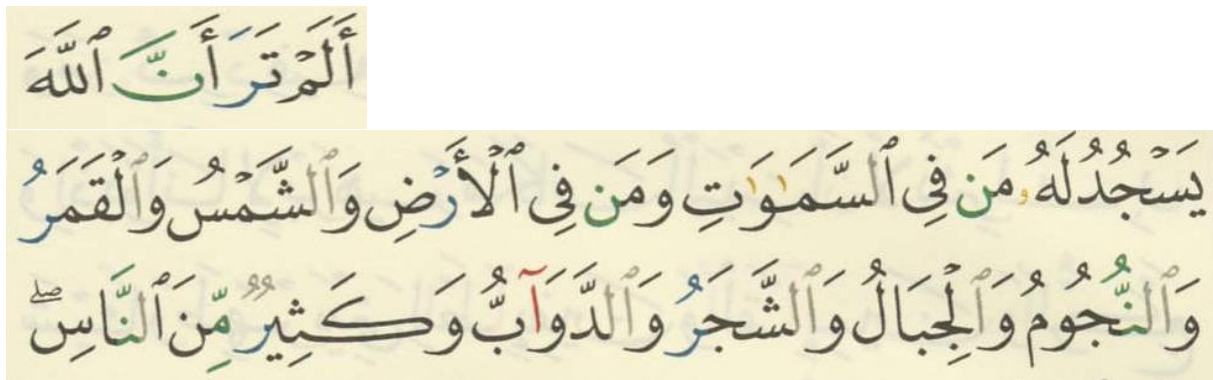 أَلَمْ تَرَ أَنَّ ٱللَّهَ
يَسْجُدُ لَهُۥ مَن فِى ٱلسَّمَـٰوَٰتِ وَمَن فِى ٱلْأَرْضِ وَٱلشَّمْسُ وَٱلْقَمَرُ
وَٱلنُّجُومُ وَٱلْجِبَالُ وَٱلشَّجَرُ وَٱلدَّوَآبُّ وَكَثِيرٌ مِّنَ ٱلنَّاسِ ۖ